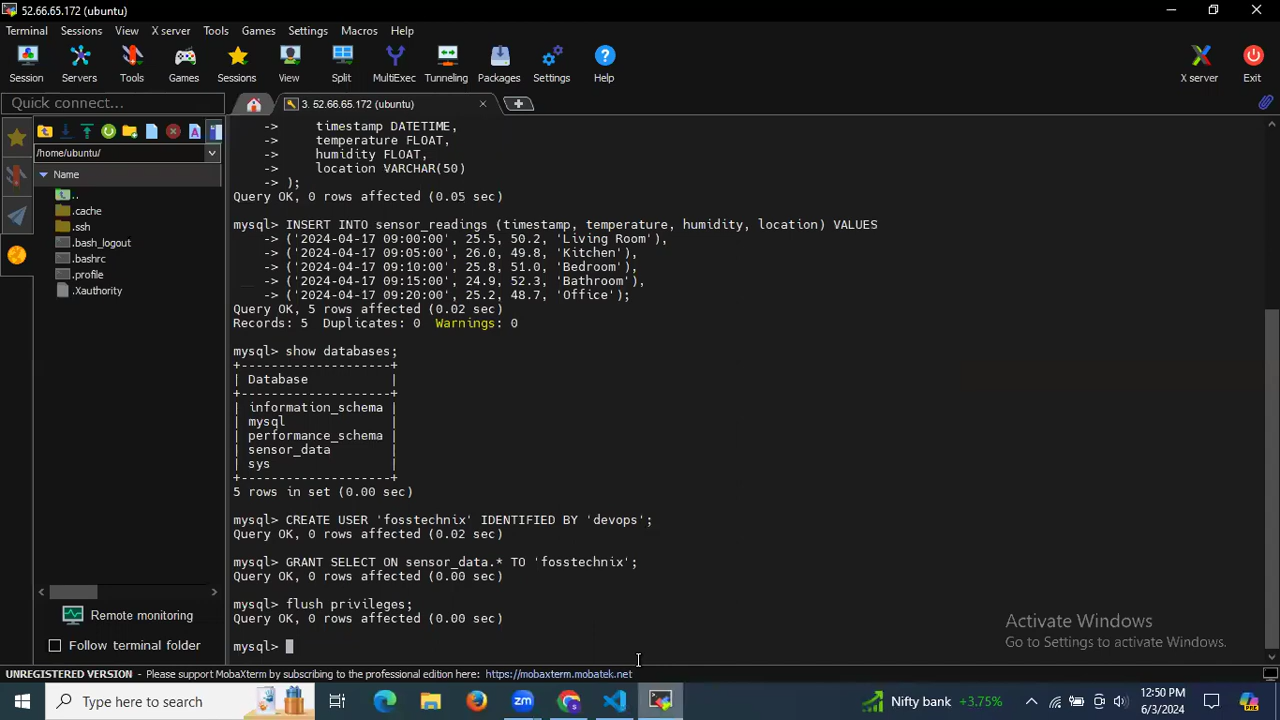 52.66.65.172 (ubuntu)
Terminal Sessions View X server Tools Games Settings Macros Help
Session Servers Tools Games Sessions View Split MultiExec Tunneling Packages Settings Help X server Exit
Quick connect...
3. 52.66.65.172 (ubuntu)
/home/ubuntu/
Name
..
.cache
.ssh
.bash_logout
.bashrc
.profile
.Xauthority
Remote monitoring
Follow terminal folder
-> timestamp DATETIME,
-> temperature FLOAT,
-> humidity FLOAT,
-> location VARCHAR(50)
-> );
Query OK, 0 rows affected (0.05 sec)
mysql> INSERT INTO sensor_readings (timestamp, temperature, humidity, location) VALUES
-> ('2024-04-17 09:00:00', 25.5, 50.2, 'Living Room'),
-> ('2024-04-17 09:05:00', 26.0, 49.8, 'Kitchen'),
-> ('2024-04-17 09:10:00', 25.8, 51.0, 'Bedroom'),
-> ('2024-04-17 09:15:00', 24.9, 52.3, 'Bathroom'),
-> ('2024-04-17 09:20:00', 25.2, 48.7, 'Office');
Query OK, 5 rows affected (0.02 sec)
Records: 5 Duplicates: 0 Warnings: 0
mysql> show databases;
+--------------------+
| Database |
+--------------------+
| information_schema |
| mysql |
| performance_schema |
| sensor_data |
| sys |
+--------------------+
5 rows in set (0.00 sec)
mysql> CREATE USER 'fosstechnix' IDENTIFIED BY 'devops';
Query OK, 0 rows affected (0.02 sec)
mysql> GRANT SELECT ON sensor_data.* TO 'fosstechnix';
Query OK, 0 rows affected (0.00 sec)
mysql> flush privileges;
Query OK, 0 rows affected (0.00 sec)
mysql>
Activate Windows
Go to Settings to activate Windows.
UNREGISTERED VERSION - Please support MobaXterm by subscribing to the professional edition here: https://mobaxterm.mobatek.net
Type here to search
zm
Nifty bank +3.75%
12:50 PM
6/3/2024
PRE